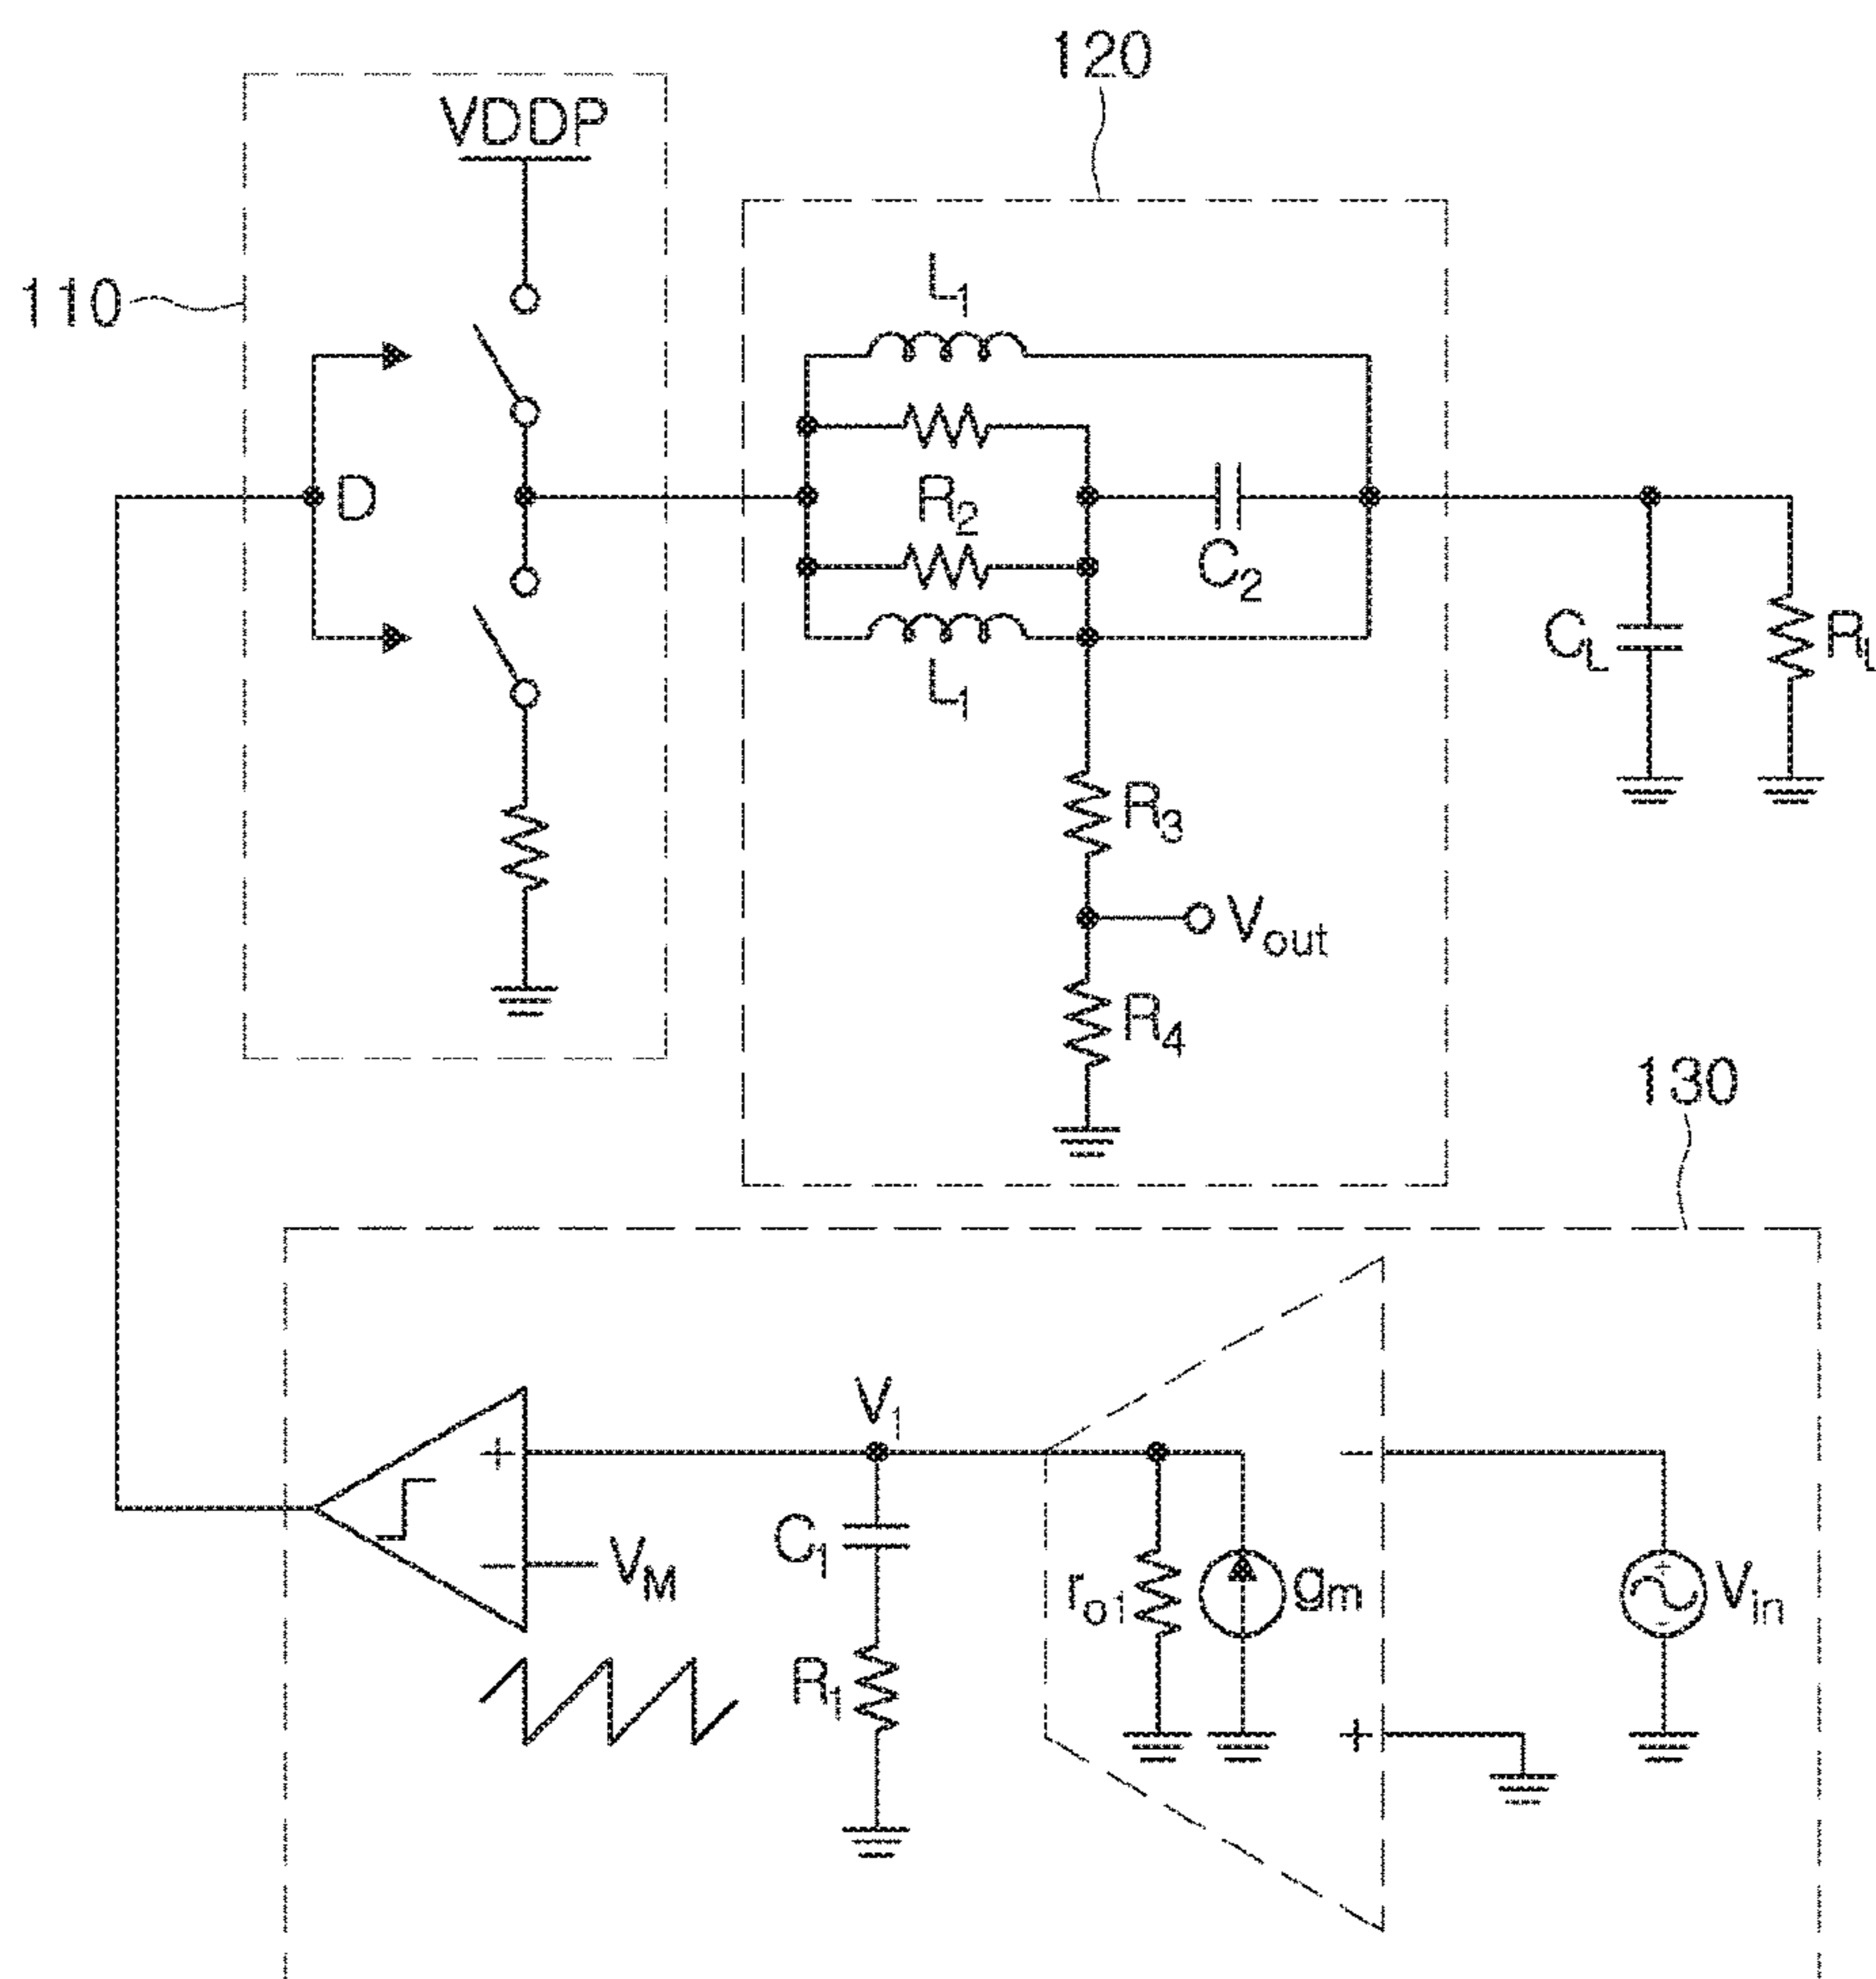 120
VDDP
110
L1
D
R2
C2
L1
CL
RL
R3
Vout
R4
130
V1
+
−
−
VM
C1
ro1
gm
Vin
R1
+